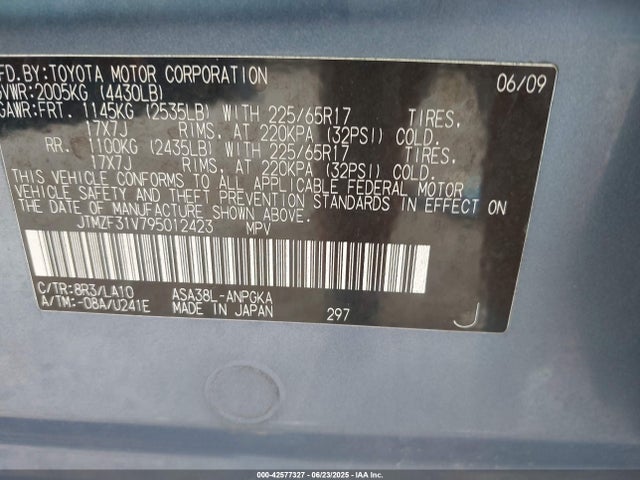 FD.BY:TOYOTA MOTOR CORPORATION 06/09
GVWR:2005KG (4430LB)
GAWR:FRT. 1145KG (2535LB) WITH 225/65R17 TIRES,
17X7J RIMS, AT 220KPA (32PSI) COLD.
RR. 1100KG (2435LB) WITH 225/65R17 TIRES,
17X7J RIMS, AT 220KPA (32PSI) COLD.
THIS VEHICLE CONFORMS TO ALL APPLICABLE FEDERAL MOTOR
VEHICLE SAFETY AND THEFT PREVENTION STANDARDS IN EFFECT ON
THE DATE OF MANUFACTURE SHOWN ABOVE.
JTMZF31V795012423 MPV
C/TR:8R3/LA10 ASA38L-ANPGKA
A/TM:-08A/U241E MADE IN JAPAN 297 J
000-42577327 - 06/23/2025 - IAA Inc.